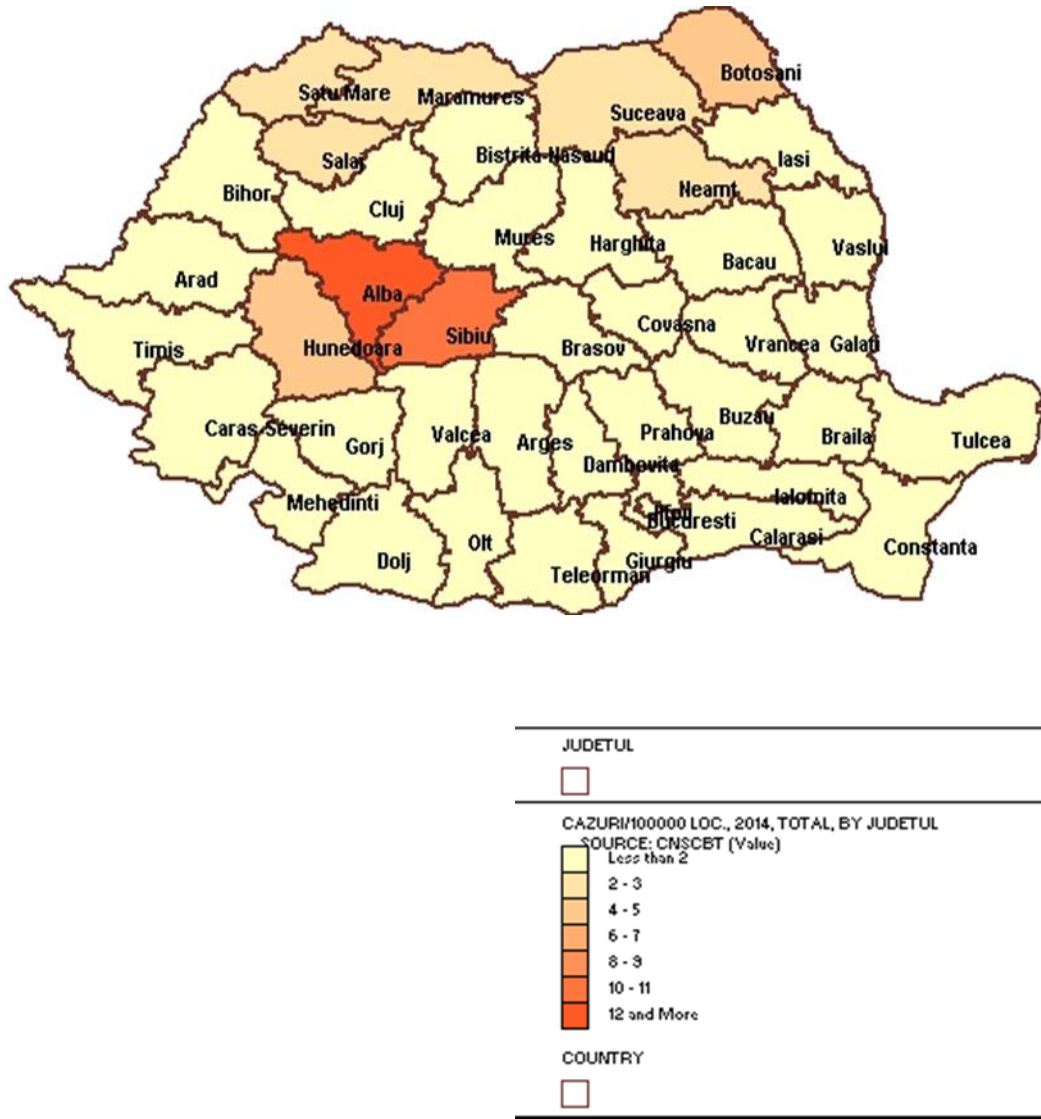 Botosani
Satu Mare
Maramures
Suceava
Salaj
Bistrita-Nasaud
Iasi
Bihor
Neamt
Cluj
Mures
Harghita
Vaslui
Arad
Bacau
Alba
Covasna
Sibiu
Timis
Hunedoara
Brasov
Vrancea
Galati
Buzau
Caras-Severin
Valcea
Prahova
Gorj
Arges
Braila
Tulcea
Dambovita
Mehedinti
Ialomita
Bucuresti
Olt
Calarasi
Constanta
Dolj
Giurgiu
Teleorman
JUDETUL
CAZURI/100000 LOC., 2014, TOTAL, BY JUDETUL
SOURCE: CNSCBT (Value)
Less than 2
2 - 3
4 - 5
6 - 7
8 - 9
10 - 11
12 and More
COUNTRY